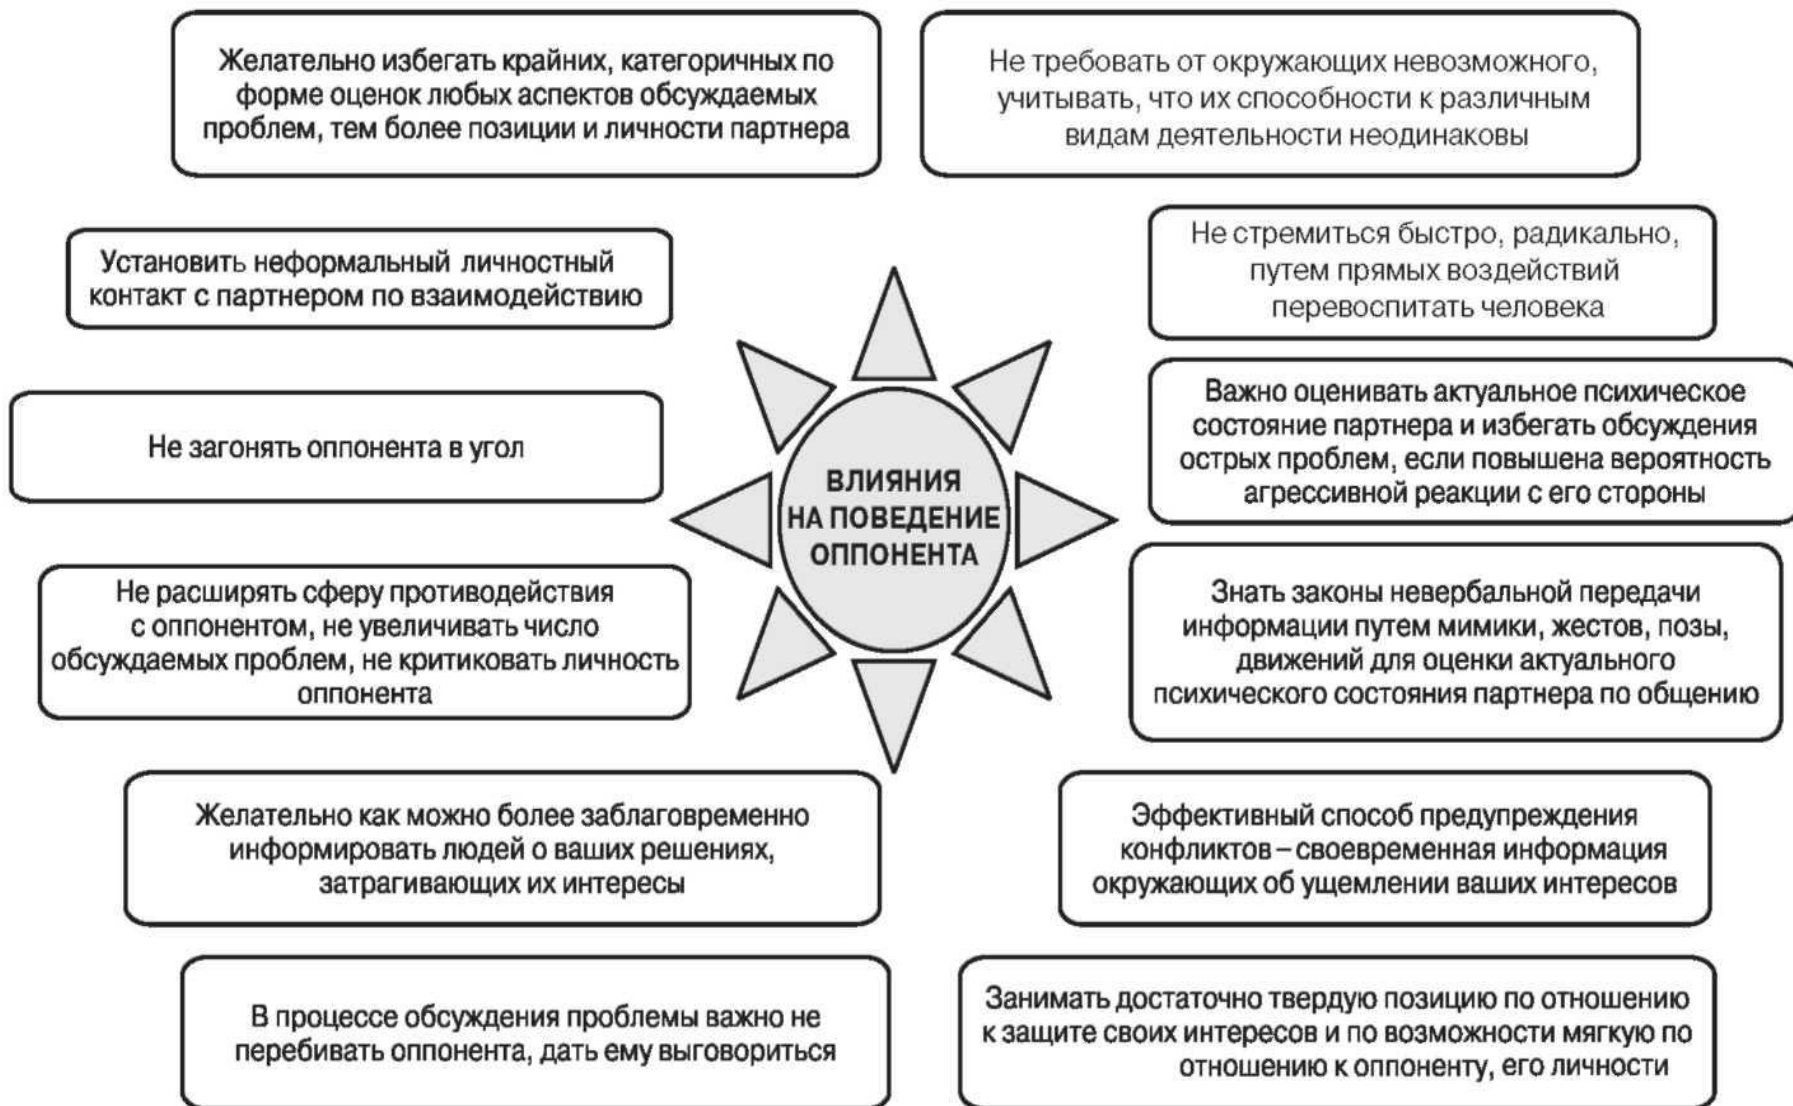 Желательно избегать крайних, категоричных по
форме оценок любых аспектов обсуждаемых
проблем, тем более позиции и личности партнера
Не требовать от окружающих невозможного,
учитывать, что их способности к различным
видам деятельности неодинаковы
Установить неформальный личностный
контакт с партнером по взаимодействию
Не стремиться быстро, радикально,
путем прямых воздействий
перевоспитать человека
Не загонять оппонента в угол
ВЛИЯНИЯ
НА ПОВЕДЕНИЕ
ОППОНЕНТА
Важно оценивать актуальное психическое
состояние партнера и избегать обсуждения
острых проблем, если повышена вероятность
агрессивной реакции с его стороны
Не расширять сферу противодействия
с оппонентом, не увеличивать число
обсуждаемых проблем, не критиковать личность
оппонента
Знать законы невербальной передачи
информации путем мимики, жестов, позы,
движений для оценки актуального
психического состояния партнера по общению
Желательно как можно более заблаговременно
информировать людей о ваших решениях,
затрагивающих их интересы
Эффективный способ предупреждения
конфликтов – своевременная информация
окружающих об ущемлении ваших интересов
В процессе обсуждения проблемы важно не
перебивать оппонента, дать ему выговориться
Занимать достаточно твердую позицию по отношению
к защите своих интересов и по возможности мягкую по
отношению к оппоненту, его личности